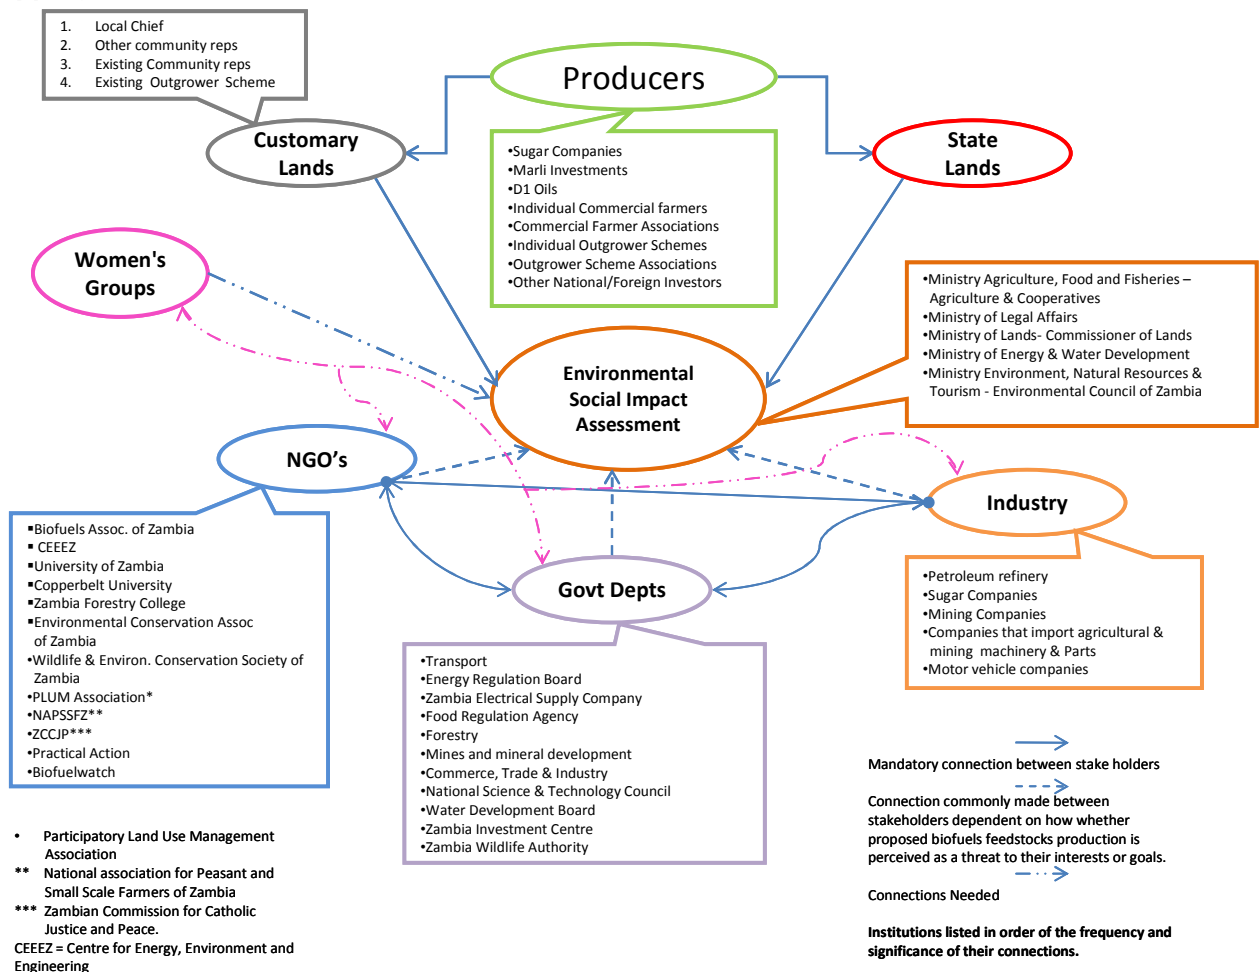 1. Local Chief
2. Other community reps
3. Existing Community reps
4. Existing Outgrower Scheme
Producers
Customary
Lands
State
Lands
•Sugar Companies
•Marli Investments
•D1 Oils
•Individual Commercial farmers
•Commercial Farmer Associations
•Individual Outgrower Schemes
•Outgrower Scheme Associations
•Other National/Foreign Investors
Women's
Groups
•Ministry Agriculture, Food and Fisheries –
Agriculture & Cooperatives
•Ministry of Legal Affairs
•Ministry of Lands- Commissioner of Lands
•Ministry of Energy & Water Development
•Ministry Environment, Natural Resources &
Tourism - Environmental Council of Zambia
Environmental
Social Impact
Assessment
NGO's
Industry
Govt Depts
▪Biofuels Assoc. of Zambia
▪ CEEEZ
▪University of Zambia
▪Copperbelt University
▪Zambia Forestry College
▪Environmental Conservation Assoc
of Zambia
•Wildlife & Environ. Conservation Society of
Zambia
•PLUM Association*
•NAPSSFZ**
•ZCCJP***
•Practical Action
•Biofuelwatch
•Transport
•Energy Regulation Board
•Zambia Electrical Supply Company
•Food Regulation Agency
•Forestry
•Mines and mineral development
•Commerce, Trade & Industry
•National Science & Technology Council
•Water Development Board
•Zambia Investment Centre
•Zambia Wildlife Authority
•Petroleum refinery
•Sugar Companies
•Mining Companies
•Companies that import agricultural &
mining machinery & Parts
•Motor vehicle companies
• Participatory Land Use Management
Association
** National association for Peasant and
Small Scale Farmers of Zambia
*** Zambian Commission for Catholic
Justice and Peace.
CEEEZ = Centre for Energy, Environment and
Engineering
Mandatory connection between stake holders
Connection commonly made between
stakeholders dependent on how whether
proposed biofuels feedstocks production is
perceived as a threat to their interests or goals.
Connections Needed
Institutions listed in order of the frequency and
significance of their connections.